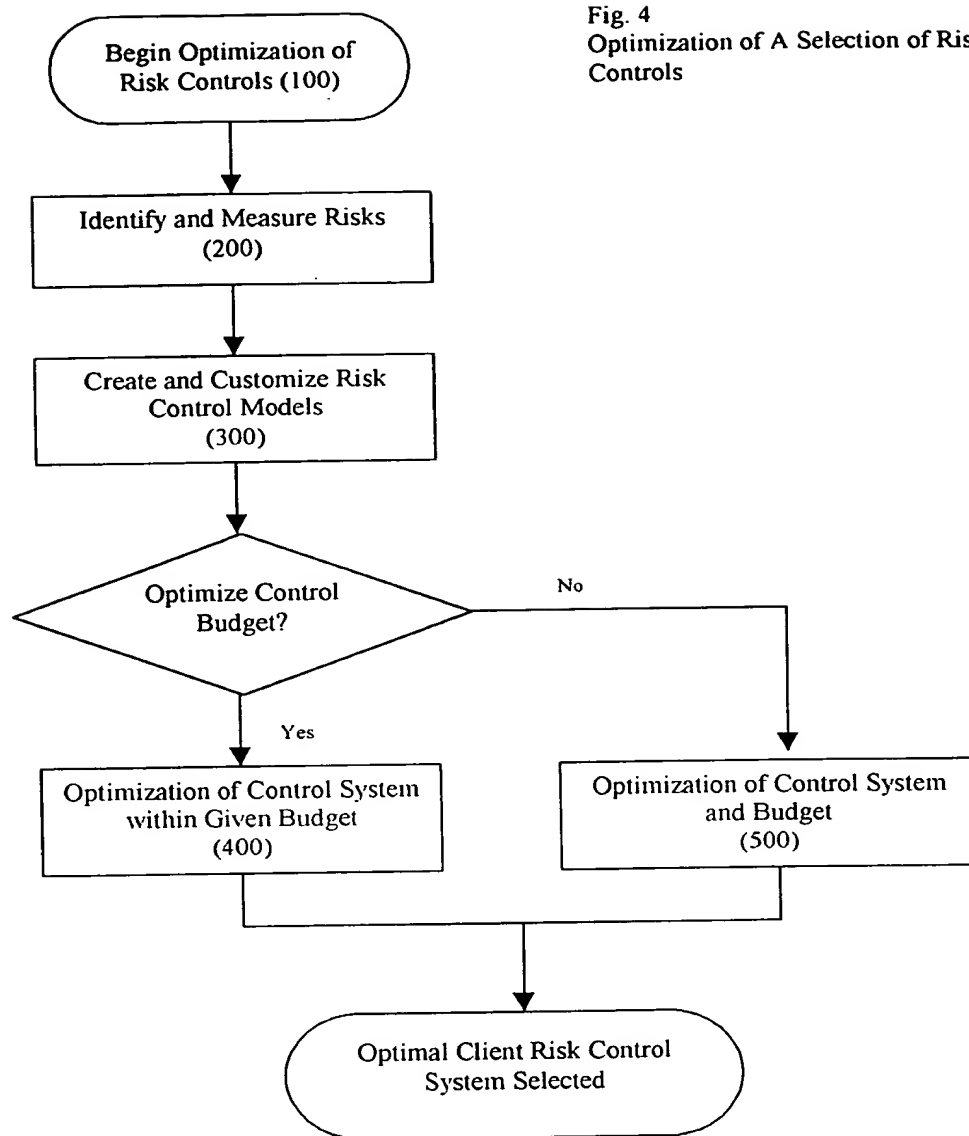 Fig. 4
Optimization of A Selection of Ris
Controls
Begin Optimization of
Risk Controls (100)
Identify and Measure Risks
(200)
Create and Customize Risk
Control Models
(300)
Optimize Control
Budget?
No
Yes
Optimization of Control System
within Given Budget
(400)
Optimization of Control System
and Budget
(500)
Optimal Client Risk Control
System Selected